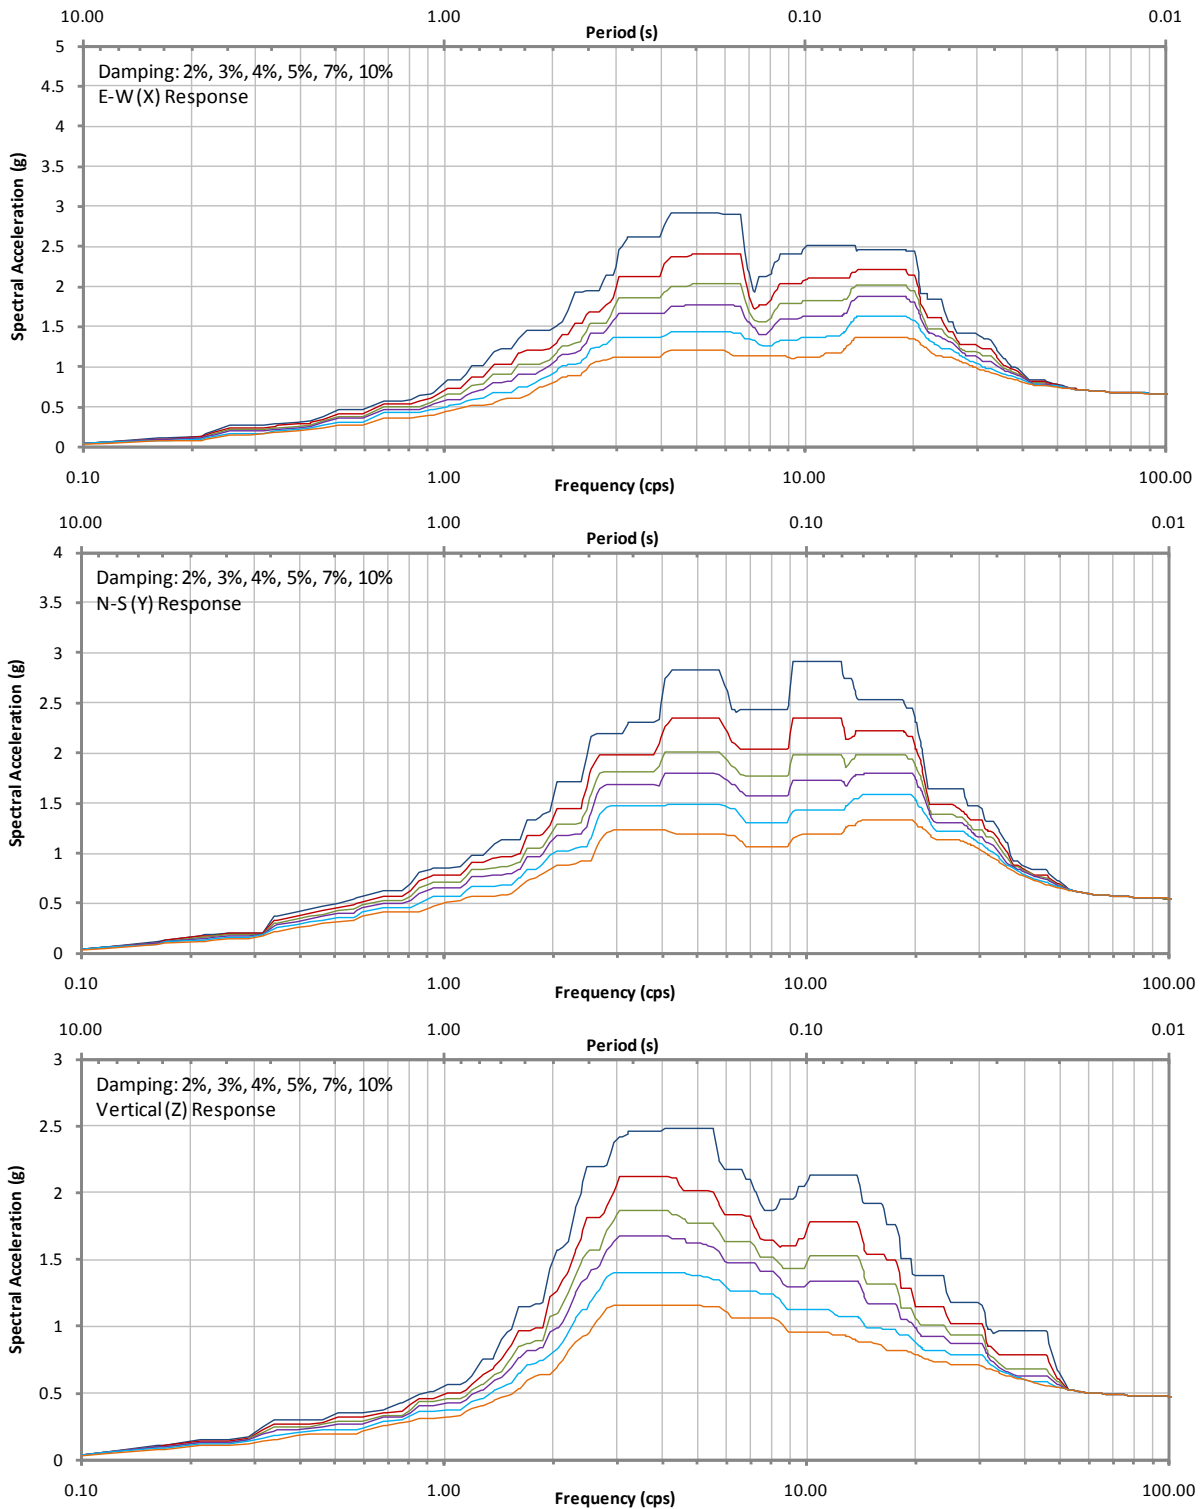 10.00 1.00 0.10 0.01
Period (s)
5
Damping: 2%, 3%, 4%, 5%, 7%, 10%
4.5
E-W (X) Response
4
3.5
3
2.5
2
1.5
1
0.5
0
Spectral Acceleration (g)
0.10 1.00 10.00 100.00
Frequency (cps)
10.00 1.00 0.10 0.01
Period (s)
4
Damping: 2%, 3%, 4%, 5%, 7%, 10%
3.5
N-S (Y) Response
3
2.5
2
1.5
1
0.5
0
Spectral Acceleration (g)
0.10 1.00 10.00 100.00
Frequency (cps)
10.00 1.00 0.10 0.01
Period (s)
3
Damping: 2%, 3%, 4%, 5%, 7%, 10%
Vertical (Z) Response
2.5
2
1.5
1
0.5
0
Spectral Acceleration (g)
0.10 1.00 10.00 100.00
Frequency (cps)